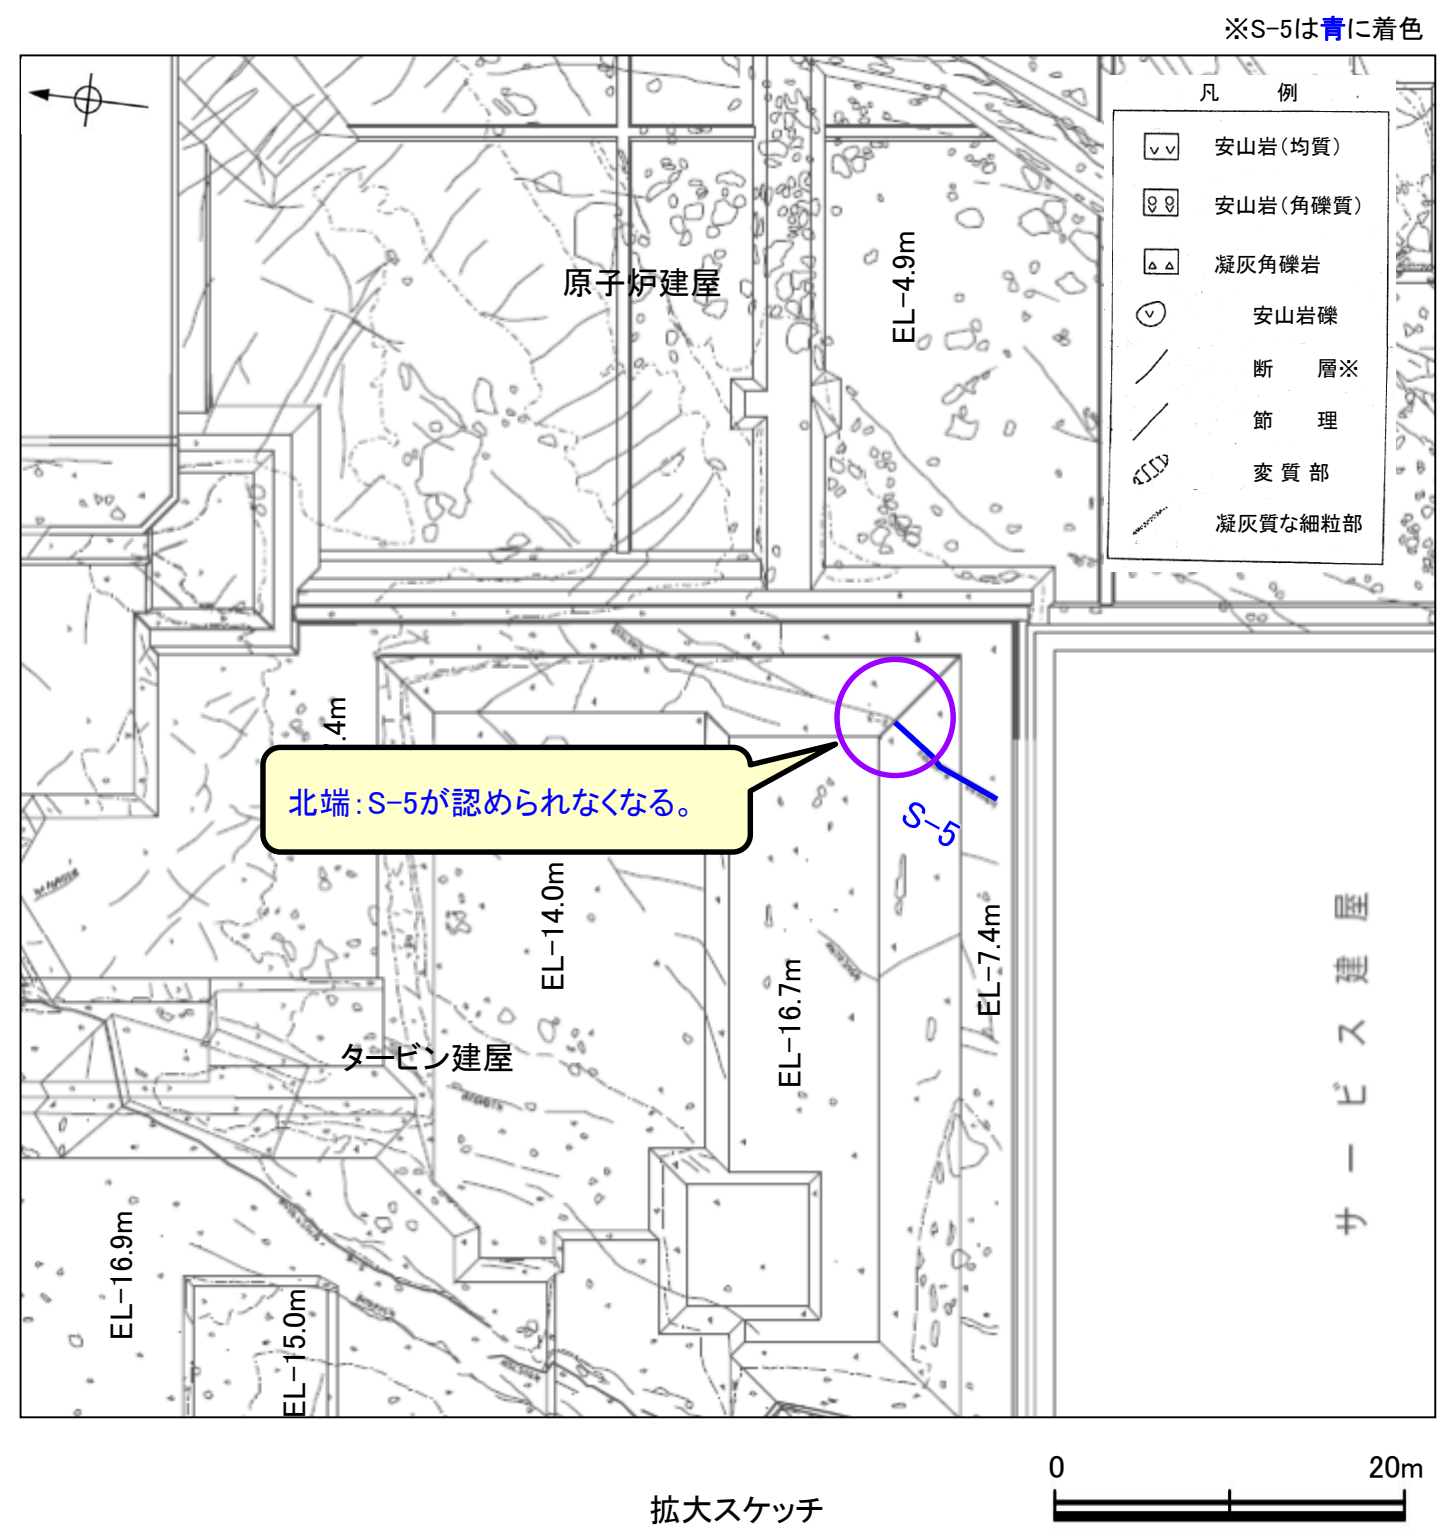 ※S-5は青に着色
凡 例
安山岩(均質)
安山岩(角礫質)
凝灰角礫岩
安山岩礫
断 層※
節 理
変 質 部
凝灰質な細粒部
原子炉建屋
EL-4.9m
.4m
北端:S-5が認められなくなる。
S-5
EL-14.0m
EL-16.7m
EL-7.4m
タービン建屋
サービス建屋
EL-16.9m
EL-15.0m
0 20m
拡大スケッチ